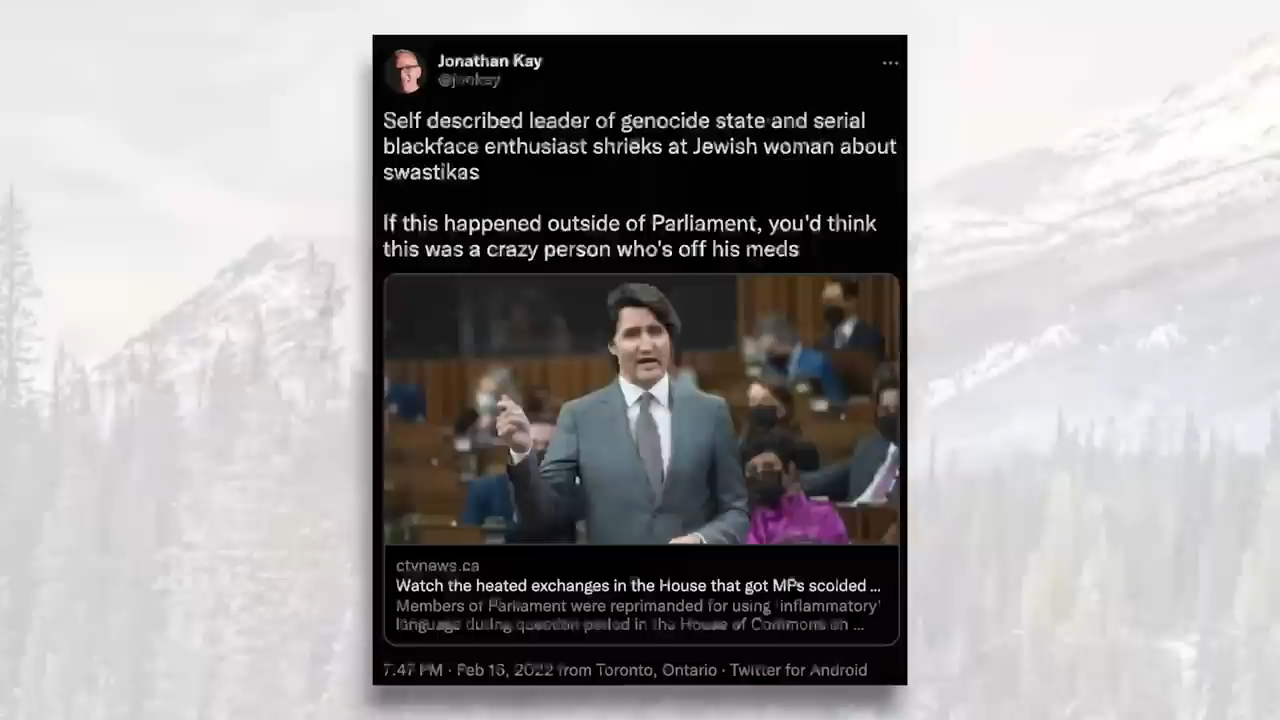 Jonathan Kay
@jonkay
Self described leader of genocide state and serial
blackface enthusiast shrieks at Jewish woman about
swastikas
If this happened outside of Parliament, you'd think
this was a crazy person who's off his meds
ctvnews.ca
Watch the heated exchanges in the House that got MPs scolded ...
Members of Parliament were reprimanded for using 'inflammatory'
language during question period in the House of Commons on ...
7:47 PM · Feb 16, 2022 from Toronto, Ontario · Twitter for Android